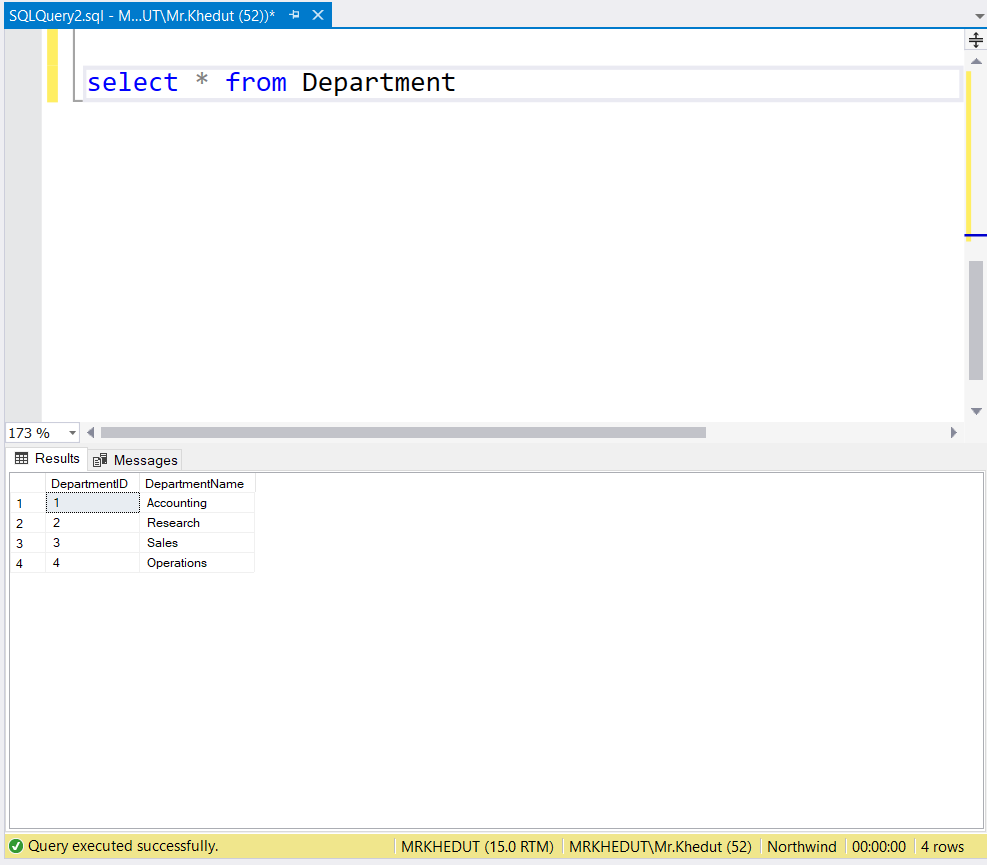 SQLQuery2.sql - M...UT\Mr.Khedut (52))*
select * from Department
173 %
Results Messages
DepartmentID DepartmentName
1 1 Accounting
2 2 Research
3 3 Sales
4 4 Operations
Query executed successfully. MRKHEDUT (15.0 RTM) MRKHEDUT\Mr.Khedut (52) Northwind 00:00:00 4 rows